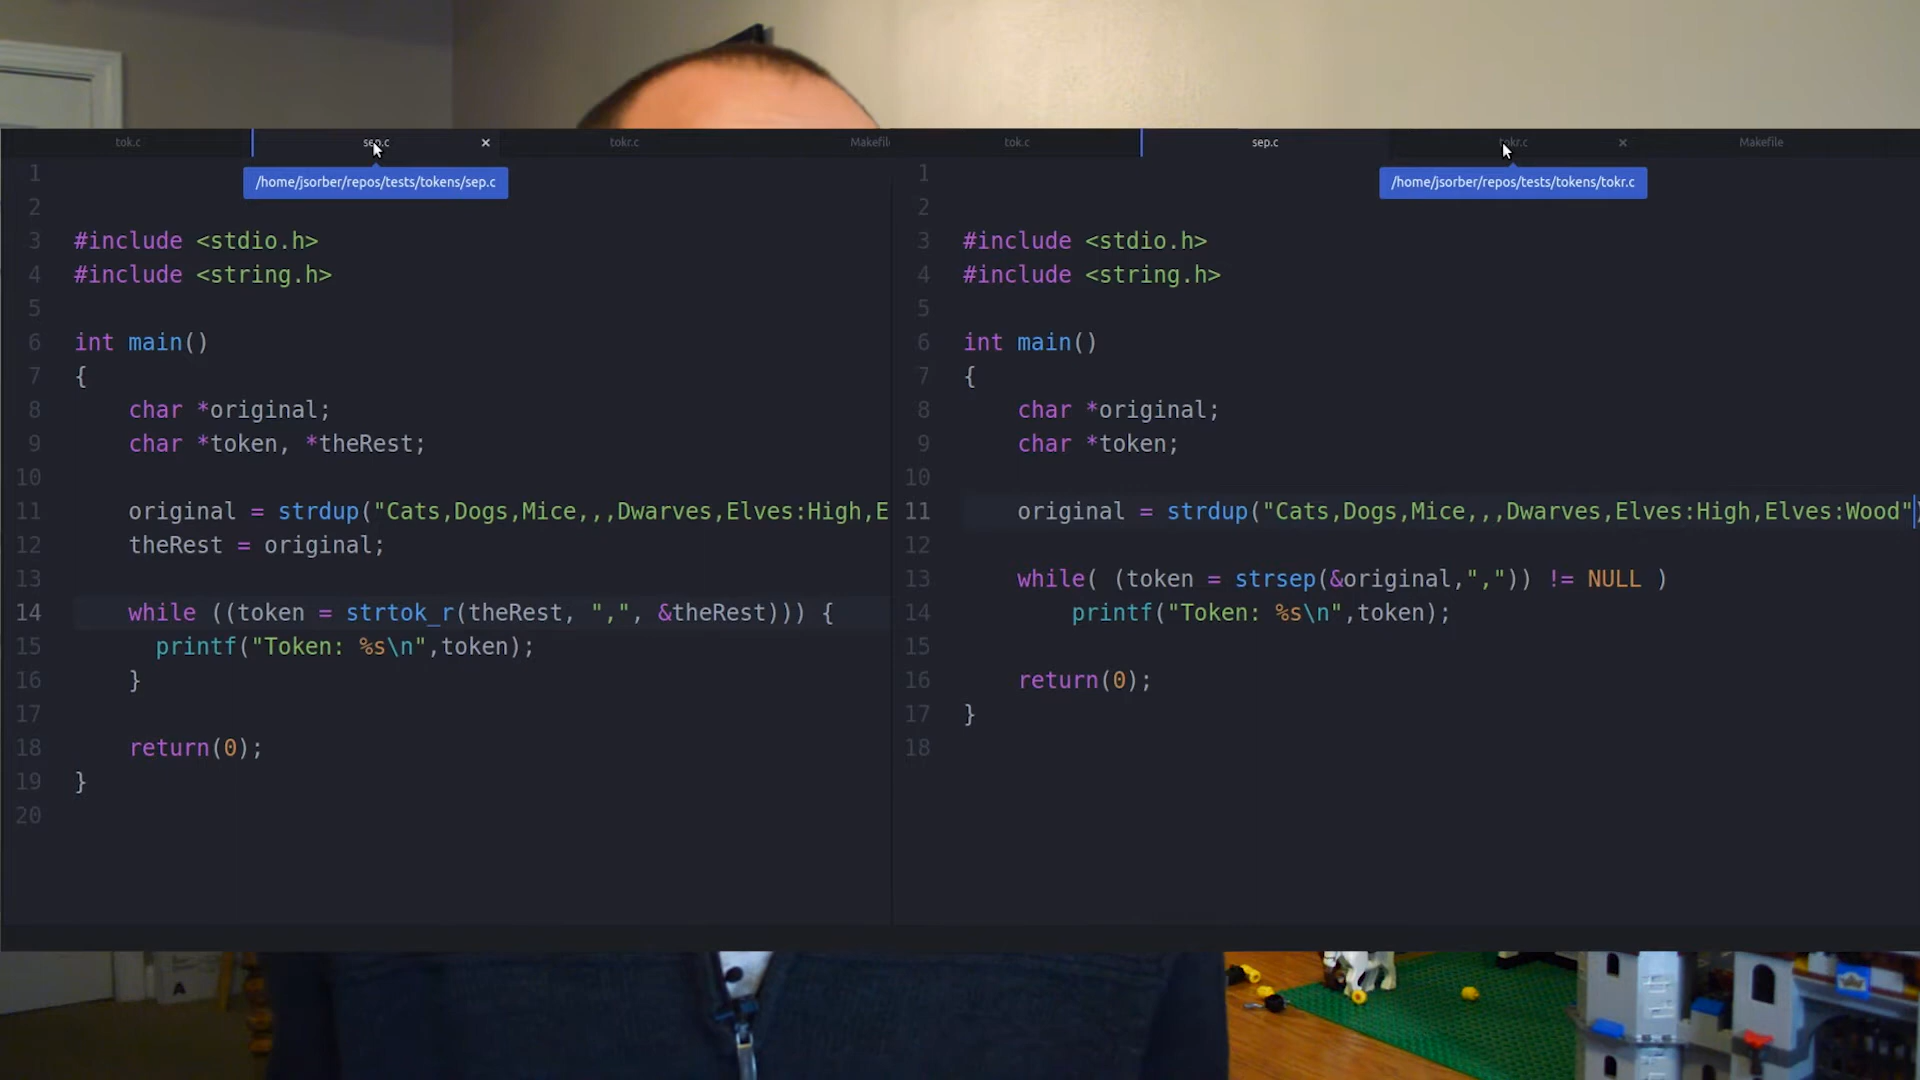 tok.c sep.c × tokr.c Makefil
/home/jsorber/repos/tests/tokens/sep.c
1
2
3 #include <stdio.h>
4 #include <string.h>
5
6 int main()
7 {
8 char *original;
9 char *token, *theRest;
10
11 original = strdup("Cats,Dogs,Mice,,,Dwarves,Elves:High,E
12 theRest = original;
13
14 while ((token = strtok_r(theRest, ",", &theRest))) {
15 printf("Token: %s\n",token);
16 }
17
18 return(0);
19 }
20
tok.c sep.c tokr.c × Makefile
/home/jsorber/repos/tests/tokens/tokr.c
1
2
3 #include <stdio.h>
4 #include <string.h>
5
6 int main()
7 {
8 char *original;
9 char *token;
10
11 original = strdup("Cats,Dogs,Mice,,,Dwarves,Elves:High,Elves:Wood")
12
13 while( (token = strsep(&original,",")) != NULL )
14 printf("Token: %s\n",token);
15
16 return(0);
17 }
18
A